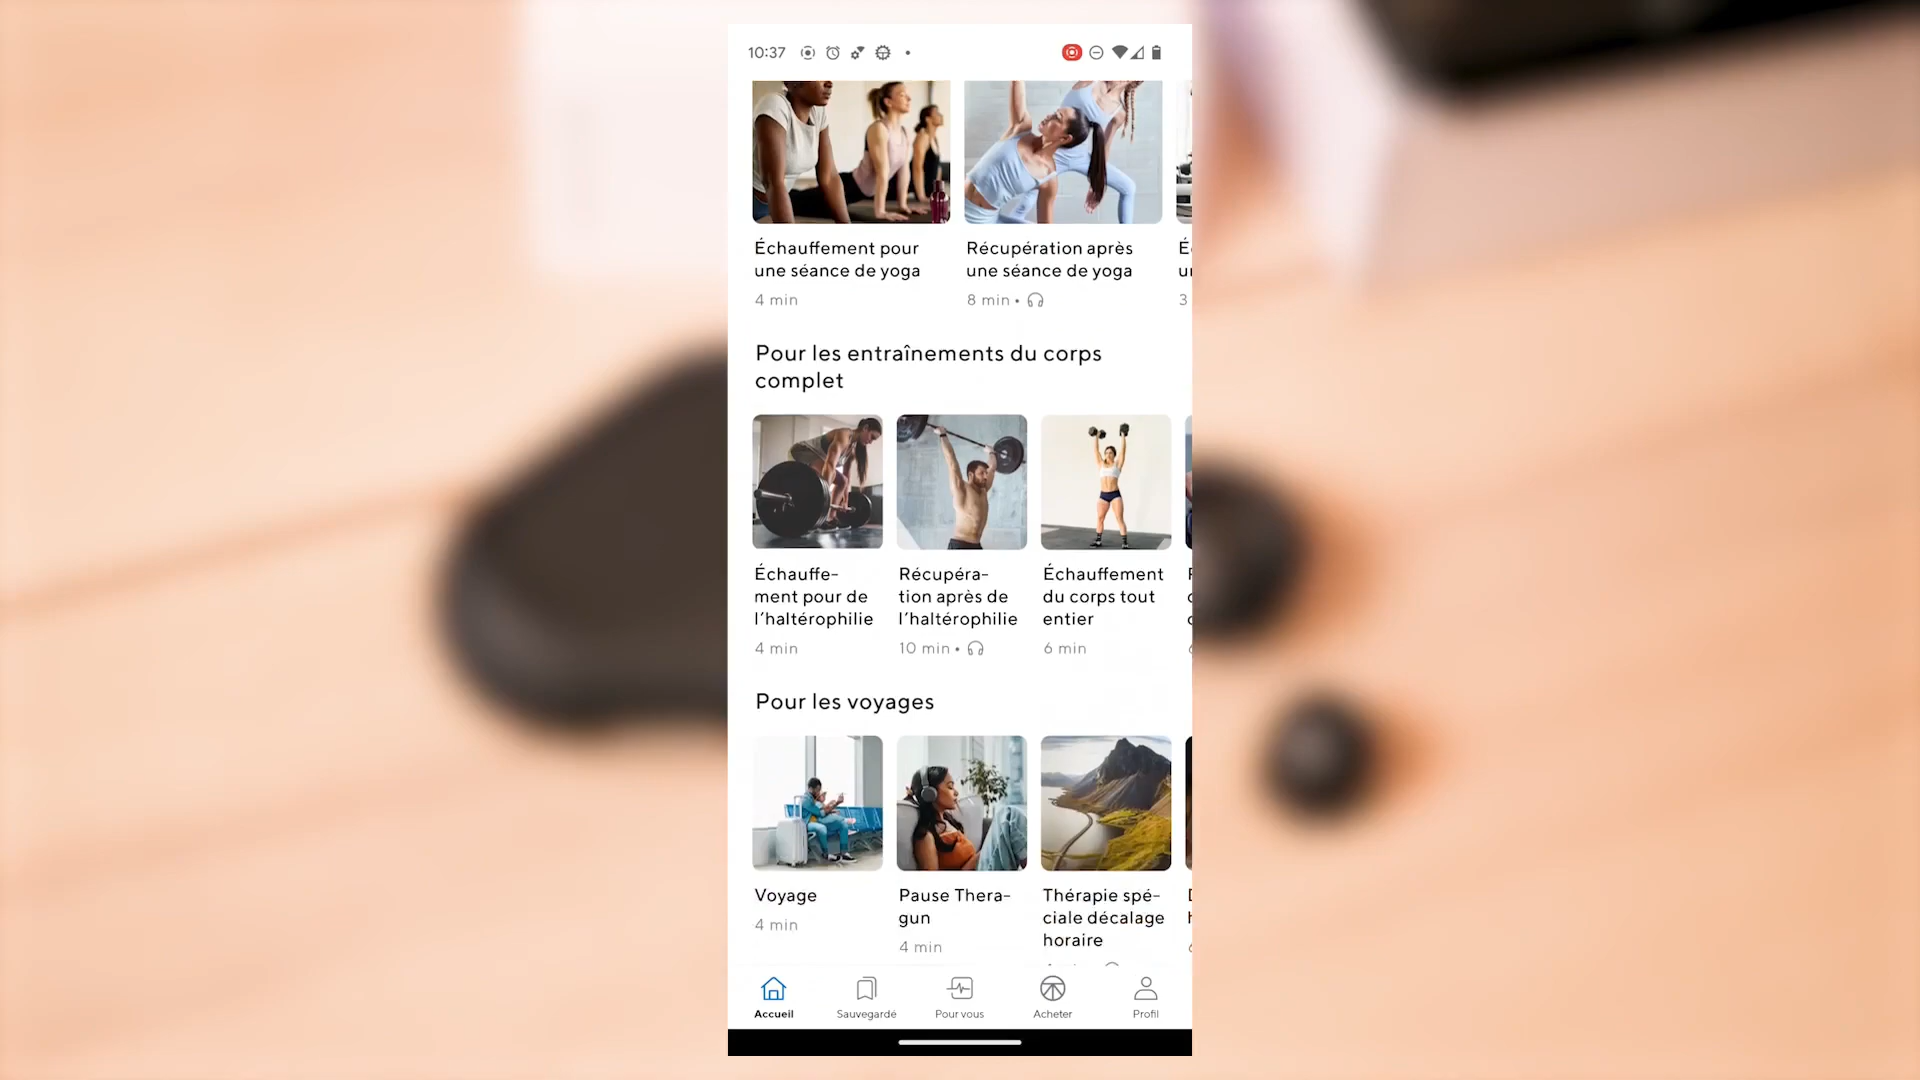 10:37
Échauffement pour
une séance de yoga
4 min
Récupération après
une séance de yoga
8 min •
3
Pour les entraînements du corps
complet
Échauffe-
ment pour de
l'haltérophilie
4 min
Récupéra-
tion après de
l'haltérophilie
10 min •
Échauffement
du corps tout
entier
6 min
Pour les voyages
Voyage
4 min
Pause Thera-
gun
4 min
Thérapie spé-
ciale décalage
horaire
Accueil
Sauvegardé
Pour vous
Acheter
Profil